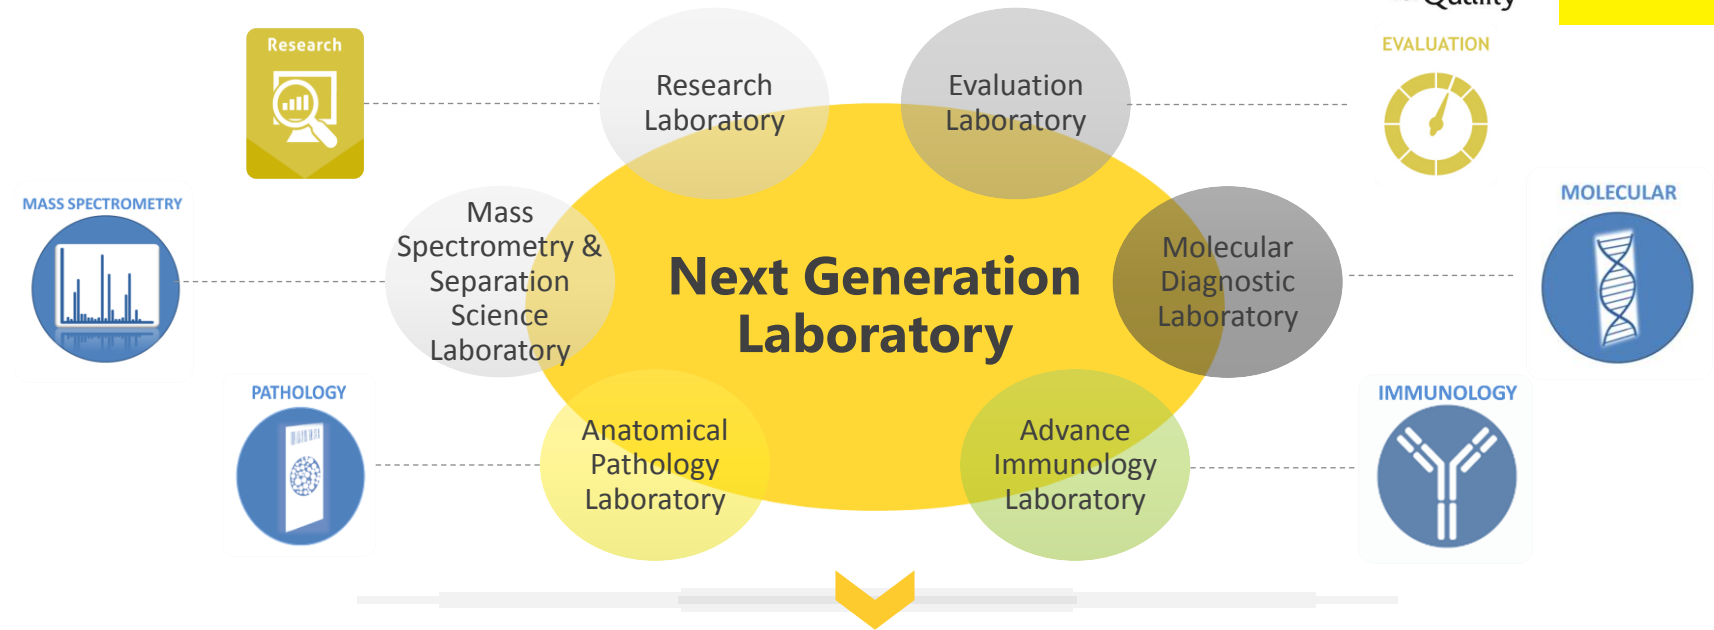 Quality
Research
EVALUATION
Research
Laboratory
Evaluation
Laboratory
MASS SPECTROMETRY
Mass
Spectrometry &
Separation
Science
Laboratory
Next Generation
Laboratory
Molecular
Diagnostic
Laboratory
MOLECULAR
PATHOLOGY
Anatomical
Pathology
Laboratory
Advance
Immunology
Laboratory
IMMUNOLOGY